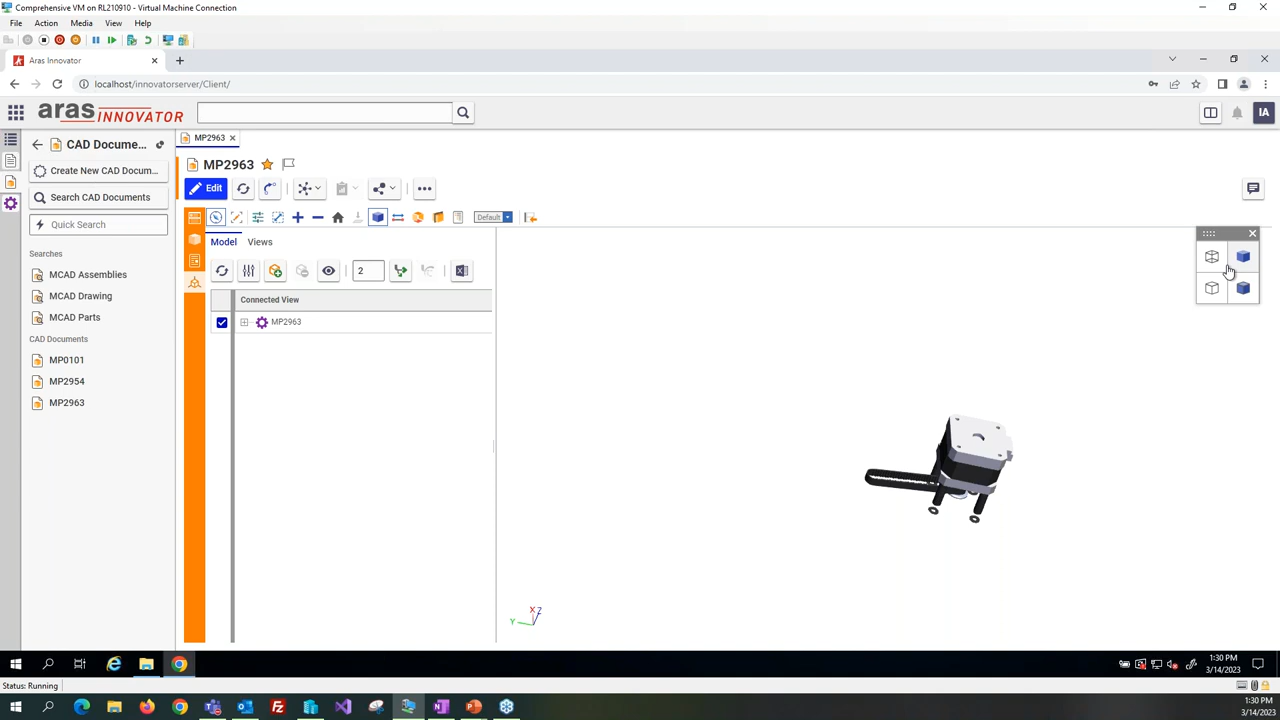 Comprehensive VM on RL210910 - Virtual Machine Connection
File Action Media View Help
Aras Innovator
localhost/innovatorserver/Client/
aras INNOVATOR
IA
CAD Docume...
MP2963
MP2963
Create New CAD Docum...
Edit
Search CAD Documents
Default
Quick Search
Model Views
Searches
2
MCAD Assemblies
MCAD Drawing
Connected View
MCAD Parts
MP2963
CAD Documents
MP0101
MP2954
MP2963
X Z
Y
1:30 PM
3/14/2023
Status: Running
1:30 PM
3/14/2023